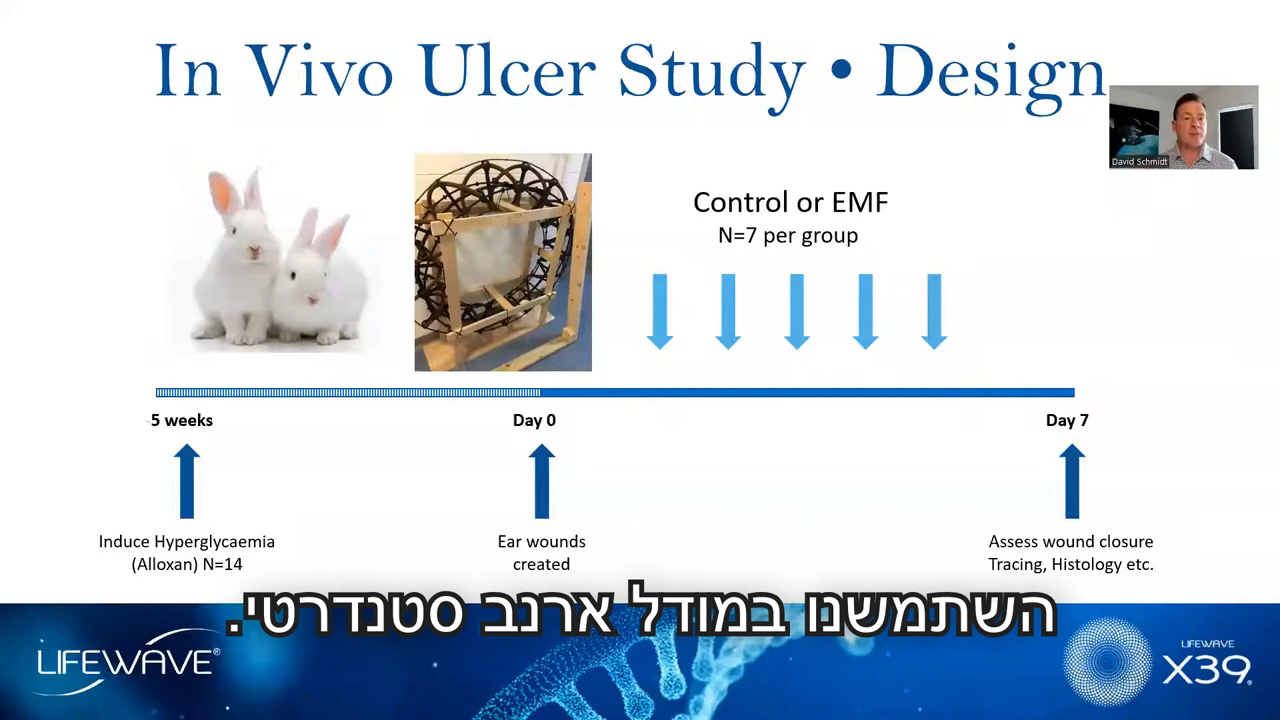 In Vivo Ulcer Study • Design
David Schmidt
Control or EMF
N=7 per group
5 weeks
Day 0
Day 7
Induce Hyperglycaemia
(Alloxan) N=14
Ear wounds
created
Assess wound closure
Tracing, Histology etc.
השתמשנו במודל ארנב סטנדרטי.
LIFEWAVE®
LIFEWAVE
X39®